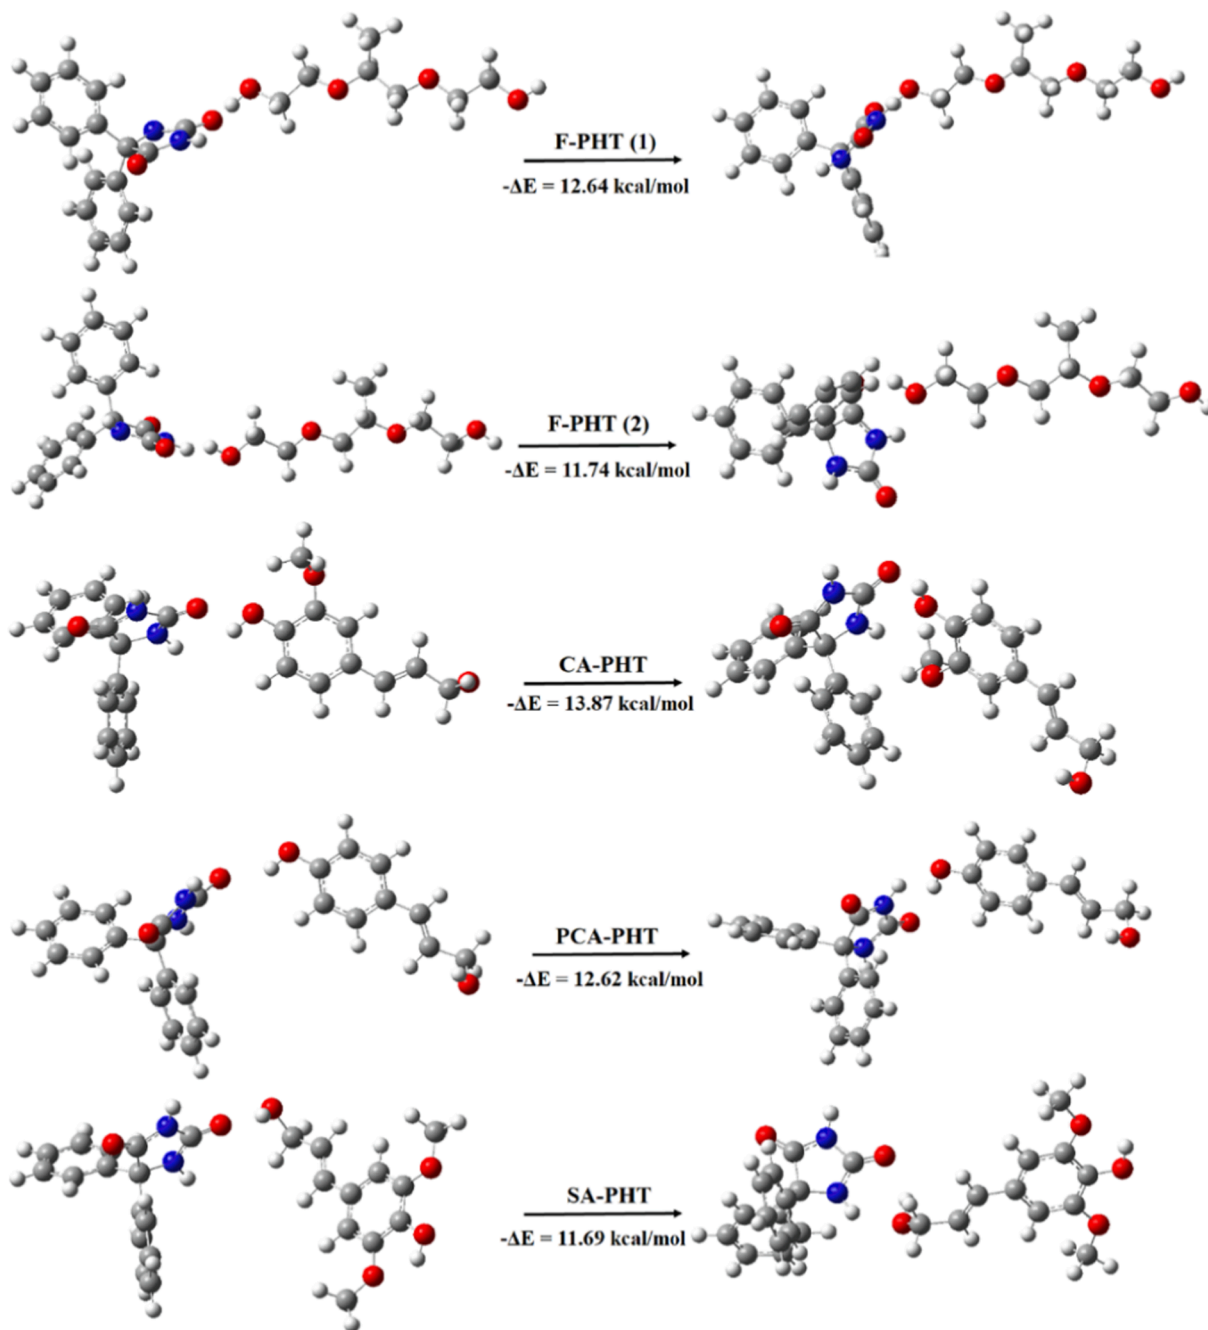 F-PHT (1)
-ΔE = 12.64 kcal/mol
F-PHT (2)
-ΔE = 11.74 kcal/mol
CA-PHT
-ΔE = 13.87 kcal/mol
PCA-PHT
-ΔE = 12.62 kcal/mol
SA-PHT
-ΔE = 11.69 kcal/mol